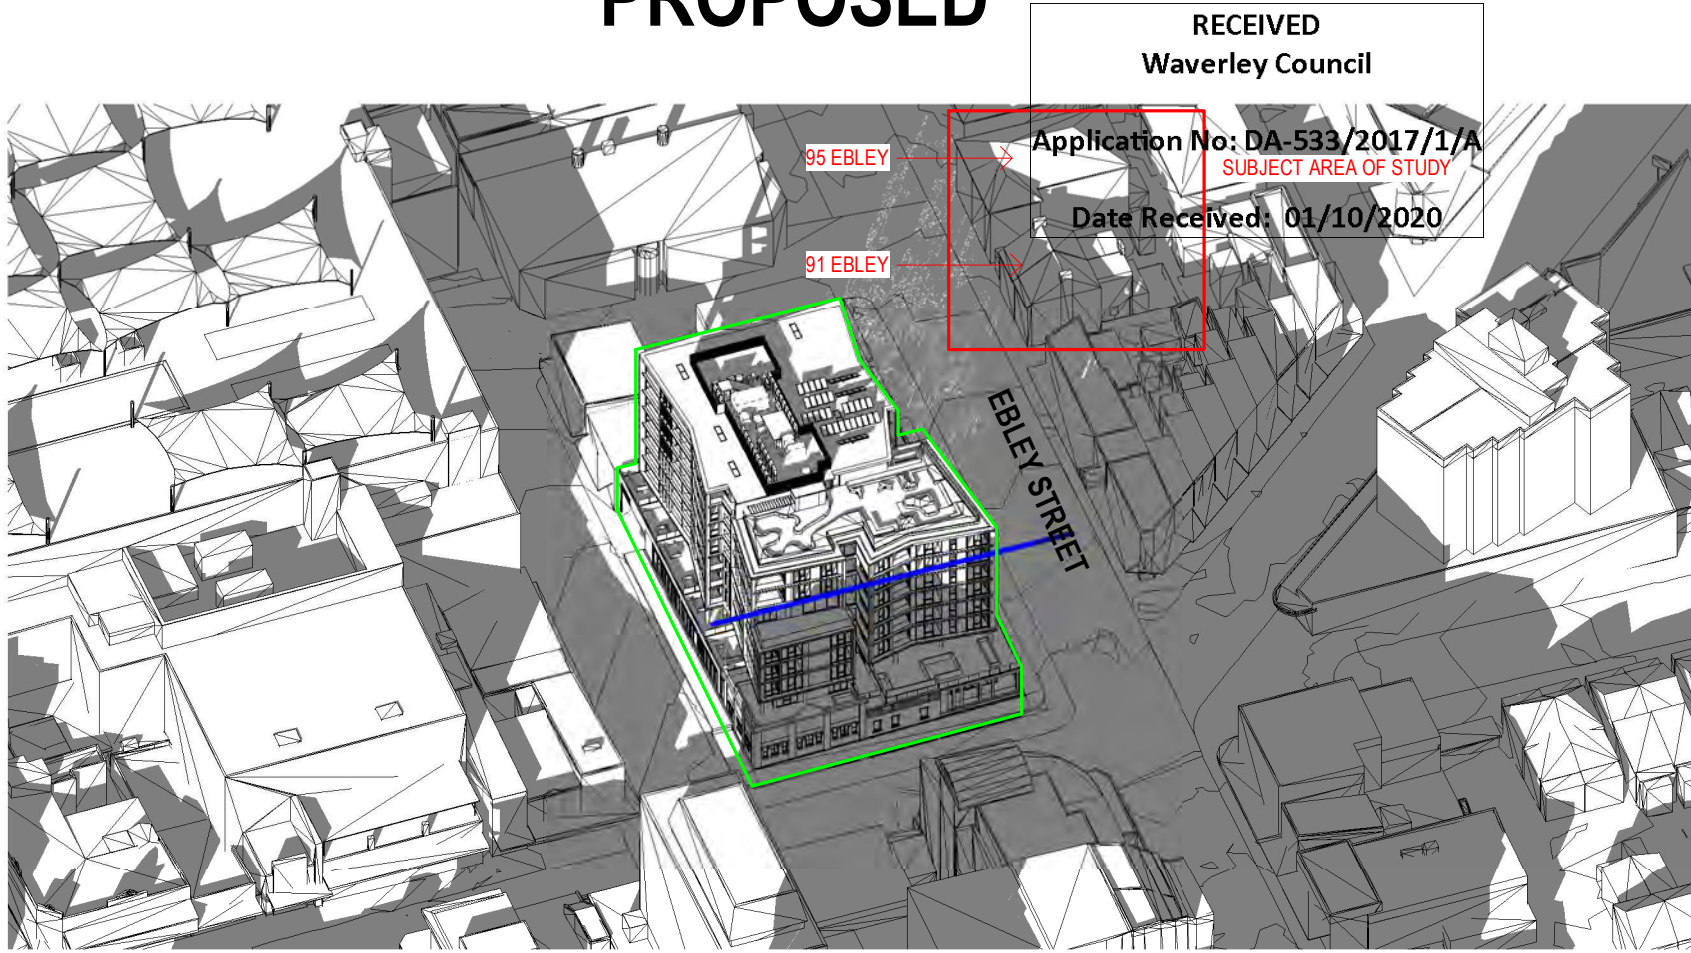 PROPOSED
RECEIVED
Waverley Council
Application No: DA-533/2017/1/A
95 EBLEY
SUBJECT AREA OF STUDY
Date Received: 01/10/2020
91 EBLEY
EBLEY STREET